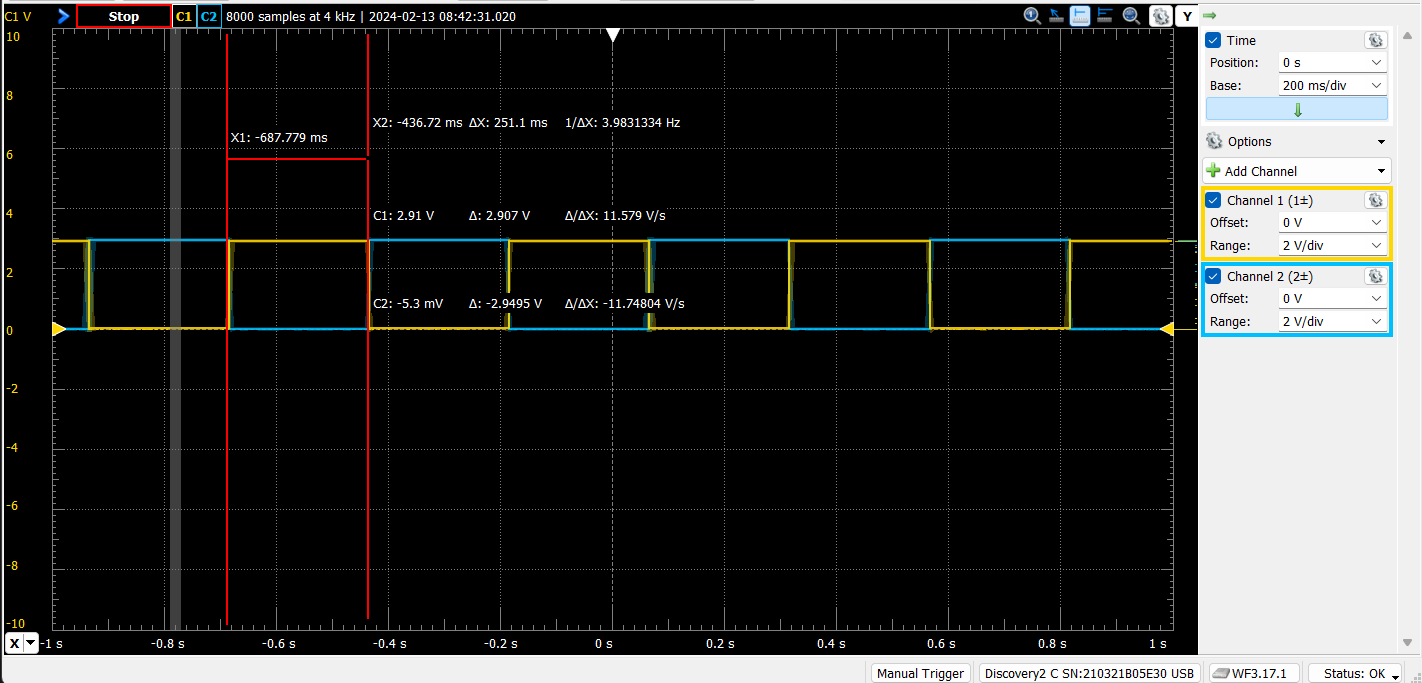 C1 V Stop C1 C2 8000 samples at 4 kHz | 2024-02-13 08:42:31.020 Y
10
8
6
4
2
0
-2
-4
-6
-8
-10
X1: -687.779 ms
X2: -436.72 ms ΔX: 251.1 ms 1/ΔX: 3.9831334 Hz
C1: 2.91 V Δ: 2.907 V Δ/ΔX: 11.579 V/s
C2: -5.3 mV Δ: -2.9495 V Δ/ΔX: -11.74804 V/s
X -1 s -0.8 s -0.6 s -0.4 s -0.2 s 0 s 0.2 s 0.4 s 0.6 s 0.8 s 1 s
Time
Position: 0 s
Base: 200 ms/div
Options
Add Channel
Channel 1 (1±)
Offset: 0 V
Range: 2 V/div
Channel 2 (2±)
Offset: 0 V
Range: 2 V/div
Manual Trigger Discovery2 C SN:210321B05E30 USB WF3.17.1 Status: OK